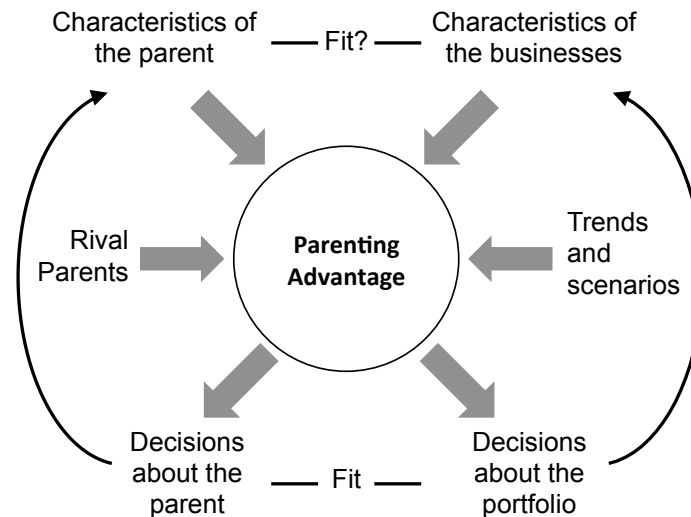 Characteristics of
the parent
Fit?
Characteristics of
the businesses
Rival
Parents
Parenting
Advantage
Trends
and
scenarios
Decisions
about the
parent
Fit
Decisions
about the
portfolio